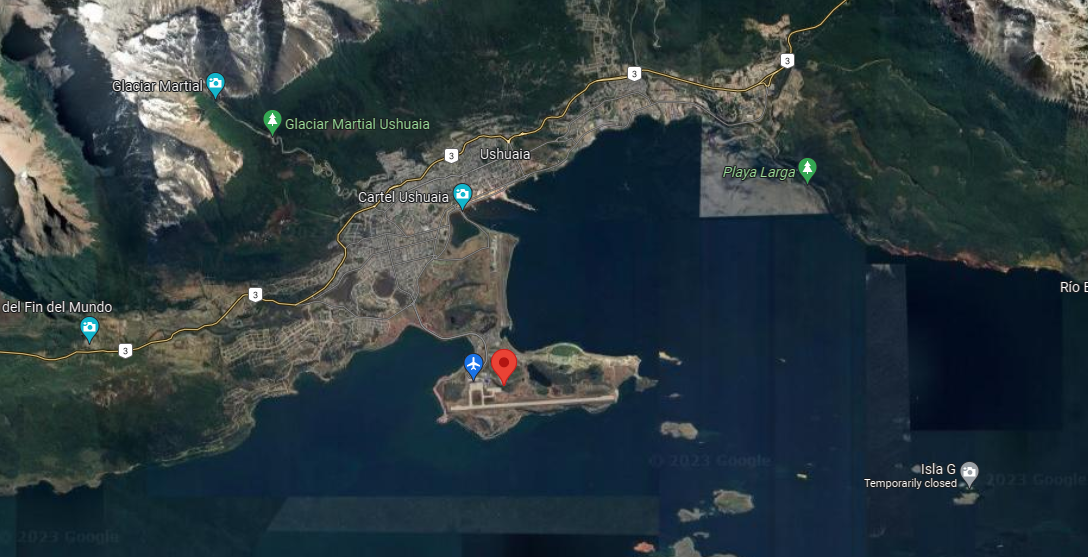 3
3
Glaciar Martial
Glaciar Martial Ushuaia
3
Ushuaia
Playa Larga
Cartel Ushuaia
3
Río
del Fin del Mundo
3
© 2023 Google
Isla G
Temporarily closed
© 2023 Google
2023 Google